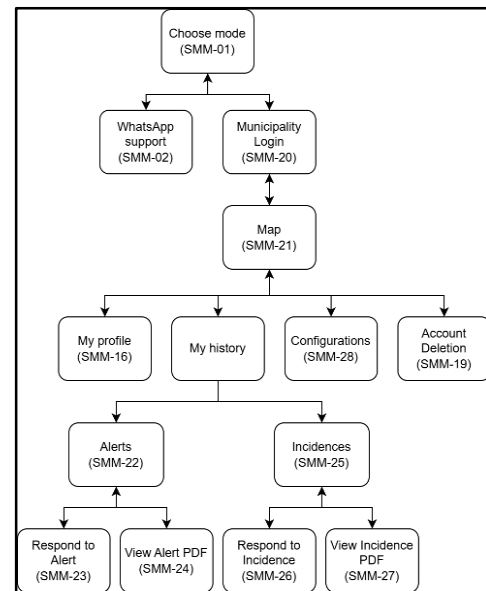 Choose mode
(SMM-01)
WhatsApp
support
(SMM-02)
Municipality
Login
(SMM-20)
Map
(SMM-21)
My profile
(SMM-16)
My history
Configurations
(SMM-28)
Account
Deletion
(SMM-19)
Alerts
(SMM-22)
Incidences
(SMM-25)
Respond to
Alert
(SMM-23)
View Alert PDF
(SMM-24)
Respond to
Incidence
(SMM-26)
View Incidence
PDF
(SMM-27)